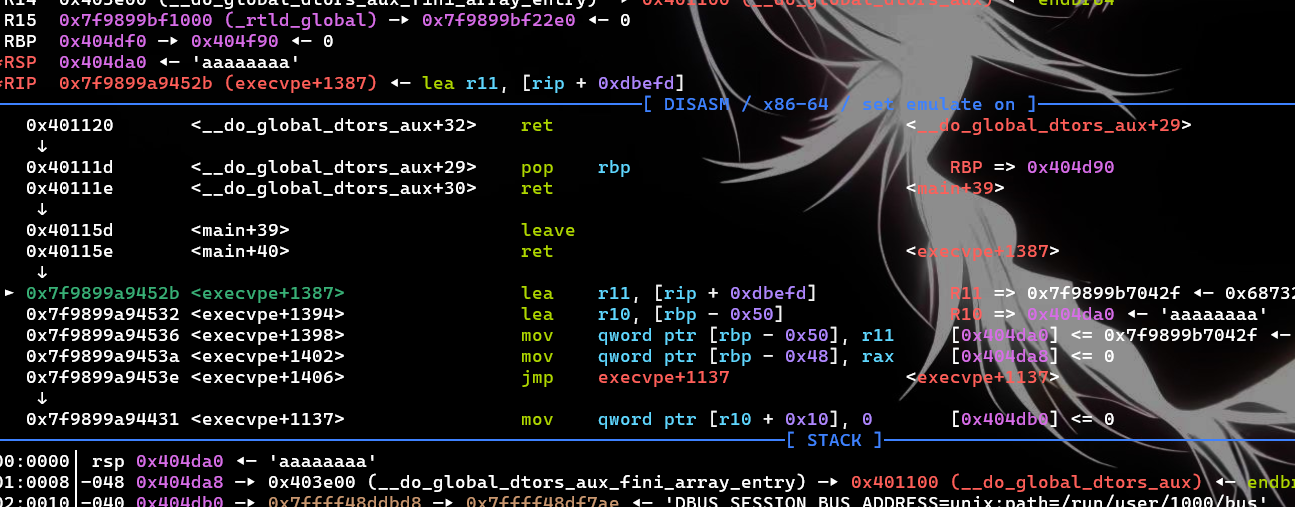 R15  0x7f9899bf1000 (_rtld_global) —▸ 0x7f9899bf22e0 ◂— 0
RBP  0x404df0 —▸ 0x404f90 ◂— 0
*RSP  0x404da0 ◂— 'aaaaaaaa'
*RIP  0x7f9899a9452b (execvpe+1387) ◂— lea r11, [rip + 0xdbefd]
[ DISASM / x86-64 / set emulate on ]
0x401120 <__do_global_dtors_aux+32> ret <__do_global_dtors_aux+29>
↓
0x40111d <__do_global_dtors_aux+29> pop rbp RBP => 0x404d90
0x40111e <__do_global_dtors_aux+30> ret <main+39>
↓
0x40115d <main+39> leave
0x40115e <main+40> ret <execvpe+1387>
↓
► 0x7f9899a9452b <execvpe+1387> lea r11, [rip + 0xdbefd] R11 => 0x7f9899b7042f ◂— 0x68732
0x7f9899a94532 <execvpe+1394> lea r10, [rbp - 0x50] R10 => 0x404da0 ◂— 'aaaaaaaa'
0x7f9899a94536 <execvpe+1398> mov qword ptr [rbp - 0x50], r11 [0x404da0] <= 0x7f9899b7042f ◂—
0x7f9899a9453a <execvpe+1402> mov qword ptr [rbp - 0x48], rax [0x404da8] <= 0
0x7f9899a9453e <execvpe+1406> jmp execvpe+1137 <execvpe+1137>
↓
0x7f9899a94431 <execvpe+1137> mov qword ptr [r10 + 0x10], 0 [0x404db0] <= 0
[ STACK ]
00:0000│ rsp 0x404da0 ◂— 'aaaaaaaa'
01:0008│-048 0x404da8 —▸ 0x403e00 (__do_global_dtors_aux_fini_array_entry) —▸ 0x401100 (__do_global_dtors_aux) ◂— endbr
02:0010│-040 0x404db0 —▸ 0x7ffff48ddbd8 —▸ 0x7ffff48df7ae ◂— 'DBUS_SESSION_BUS_ADDRESS=unix:path=/run/user/1000/bus'